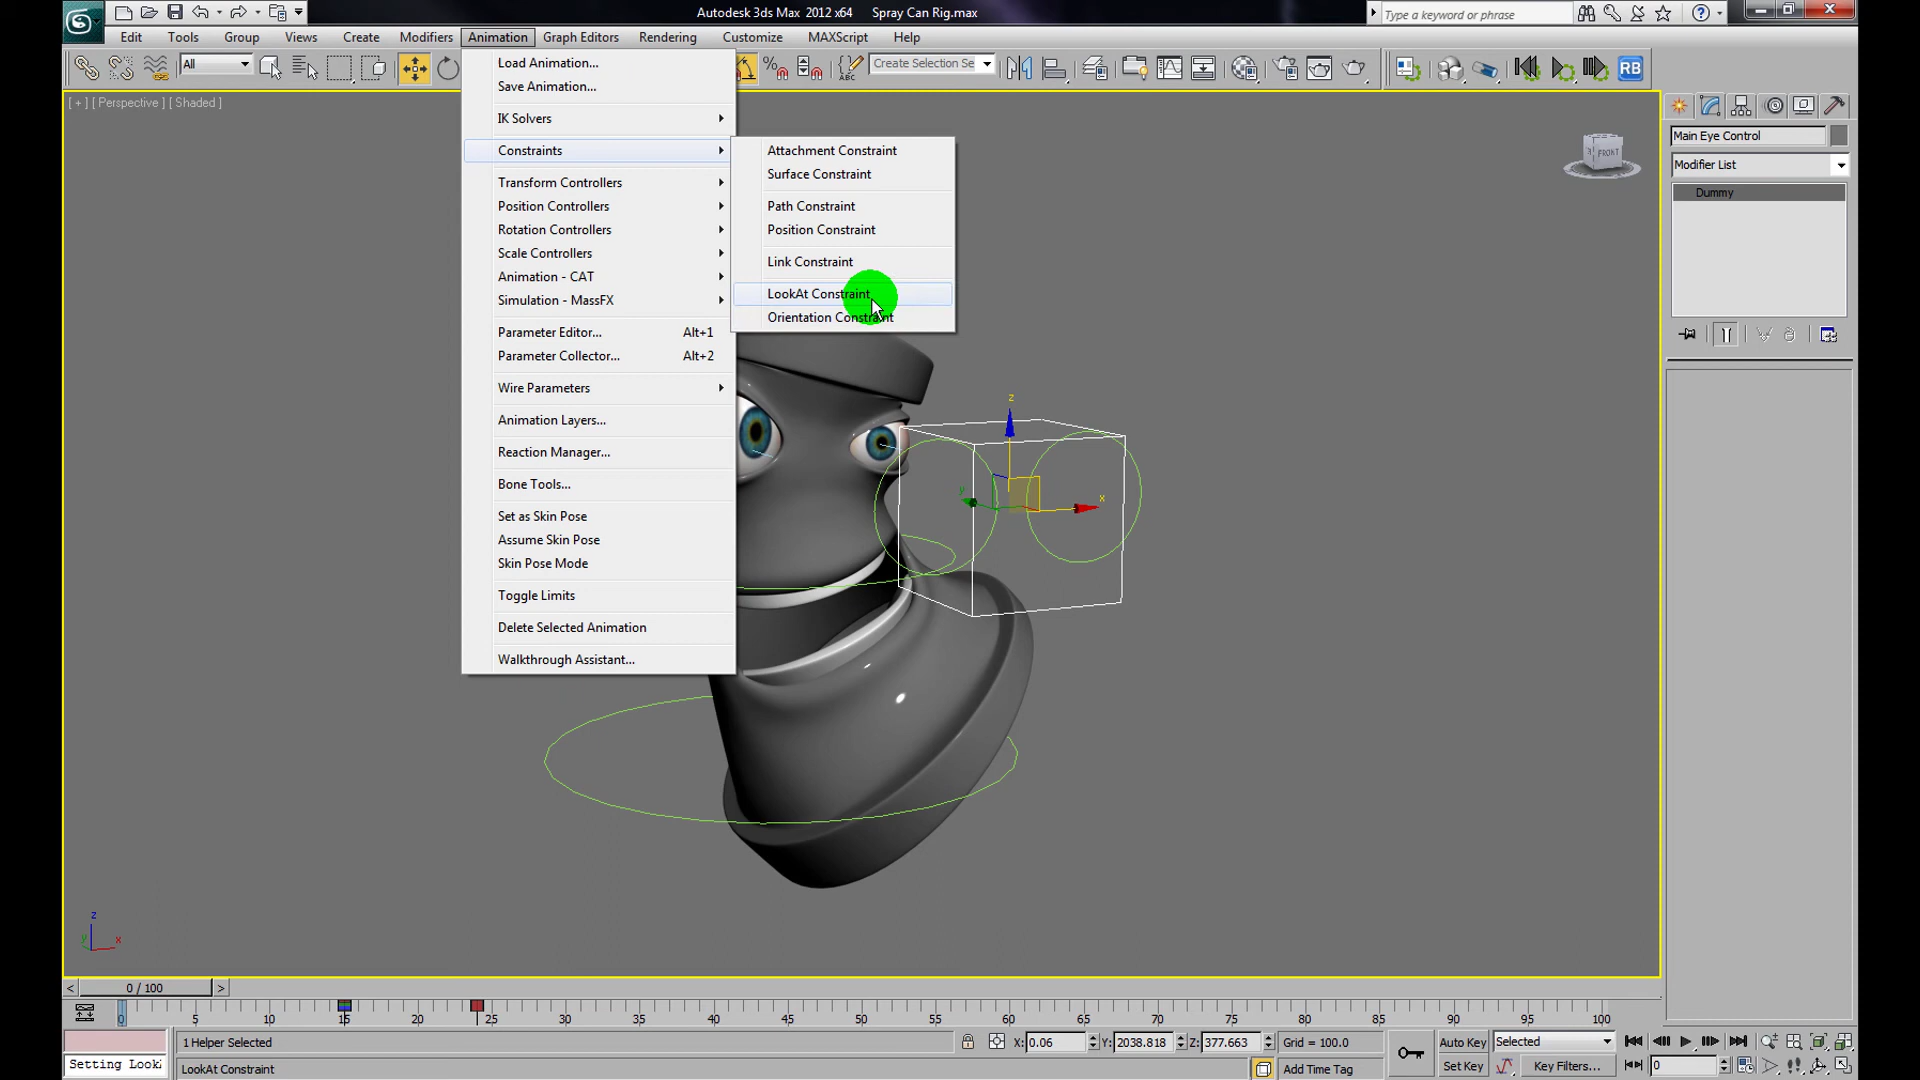 Autodesk 3ds Max 2012 x64 Spray Can Rig.max
Type a keyword or phrase
Edit Tools Group Views Create Modifiers Animation Graph Editors Rendering Customize MAXScript Help
All
Create Selection Se
RB
[ + ] [ Perspective ] [ Shaded ]
Load Animation...
Save Animation...
IK Solvers
Constraints
Transform Controllers
Position Controllers
Rotation Controllers
Scale Controllers
Animation - CAT
Simulation - MassFX
Parameter Editor... Alt+1
Parameter Collector... Alt+2
Wire Parameters
Animation Layers...
Reaction Manager...
Bone Tools...
Set as Skin Pose
Assume Skin Pose
Skin Pose Mode
Toggle Limits
Delete Selected Animation
Walkthrough Assistant...
Attachment Constraint
Surface Constraint
Path Constraint
Position Constraint
Link Constraint
LookAt Constraint
Orientation Constraint
FRONT
Main Eye Control
Modifier List
Dummy
z
y
x
z
y
x
< 0 / 100 >
0 5 10 15 20 25 30 35 40 45 50 55 60 65 70 75 80 85 90 95 100
1 Helper Selected
X: 0.06 Y: 2038.818 Z: 377.663 Grid = 100.0
Auto Key Selected
Setting Look
LookAt Constraint
Add Time Tag
Set Key Key Filters... 0